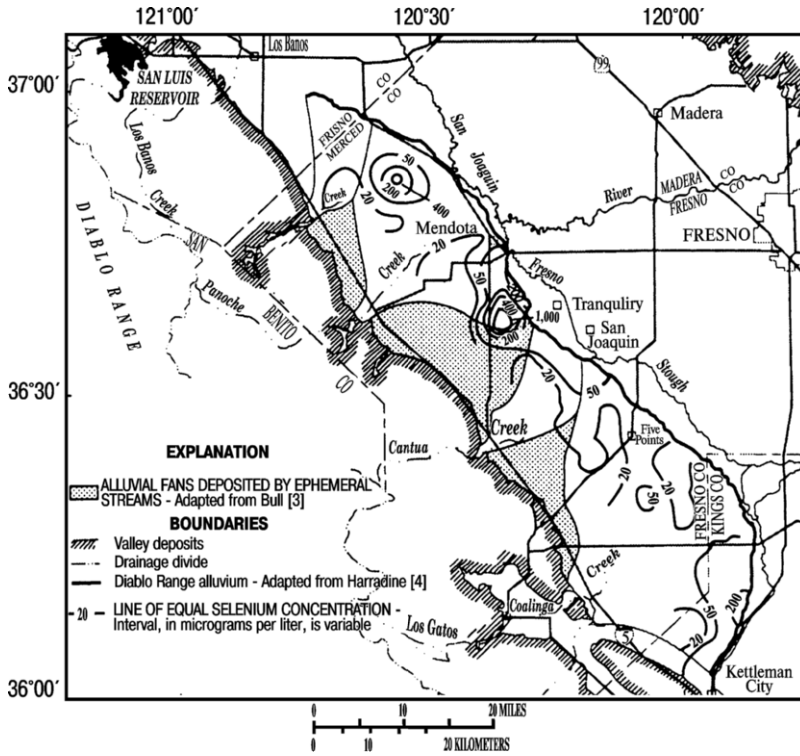 121°00′ 120°30′ 120°00′
37°00′
36°30′
36°00′
Los Banos
SAN LUIS
RESERVOIR
Los Banos
Creek
DIABLO RANGE
SAN
BENITO
CO
Panoche
FRISNO
MERCED
CO
CO
San
Joaquin
River
99
Madera
MADERA
FRESNO
CO
CO
FRESNO
Creek
20
50
200
400
Mendota
Creek
20
50
Fresno
Tranquliry
San
Joaquin
400
1,000
200
Stough
20
50
Five
Points
Creek
Cantua
20
50
20
FRESNO CO
KINGS CO
Creek
Coalinga
Los Gatos
5
50
200
20
Kettleman
City
EXPLANATION
ALLUVIAL FANS DEPOSITED BY EPHEMERAL
STREAMS - Adapted from Bull [3]
BOUNDARIES
Valley deposits
Drainage divide
Diablo Range alluvium - Adapted from Harradine [4]
20 LINE OF EQUAL SELENIUM CONCENTRATION -
Interval, in micrograms per liter, is variable
0 10 20 MILES
0 10 20 KILOMETERS